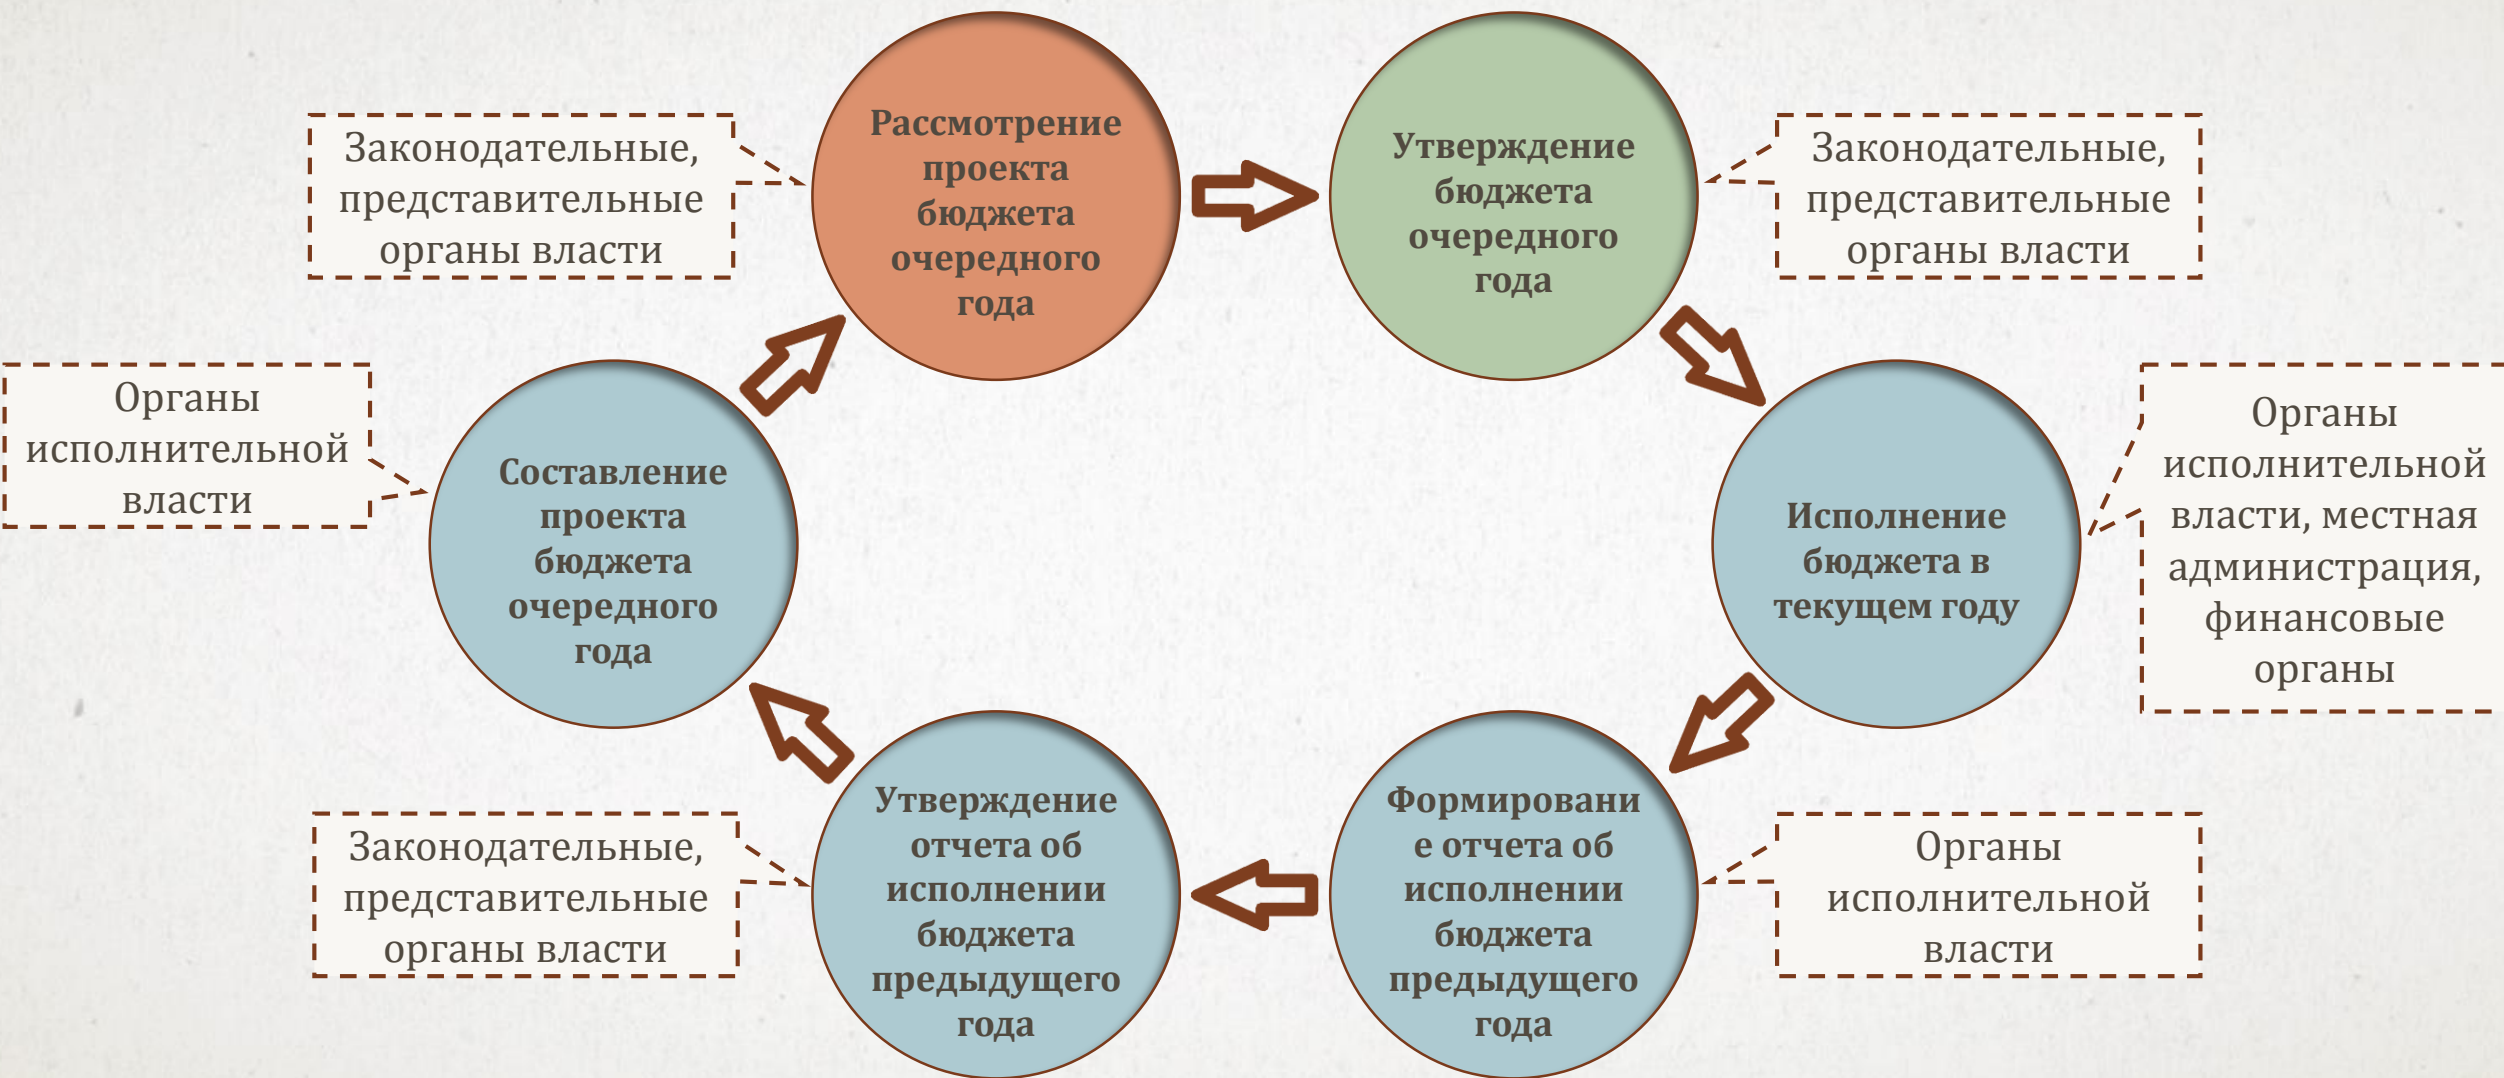 Рассмотрение
проекта
бюджета
очередного
года
Утверждение
бюджета
очередного
года
Законодательные,
представительные
органы власти
Законодательные,
представительные
органы власти
Органы
исполнительной
власти
Составление
проекта
бюджета
очередного
года
Исполнение
бюджета в
текущем году
Органы
исполнительной
власти, местная
администрация,
финансовые
органы
Законодательные,
представительные
органы власти
Утверждение
отчета об
исполнении
бюджета
предыдущего
года
Формировани
е отчета об
исполнении
бюджета
предыдущего
года
Органы
исполнительной
власти